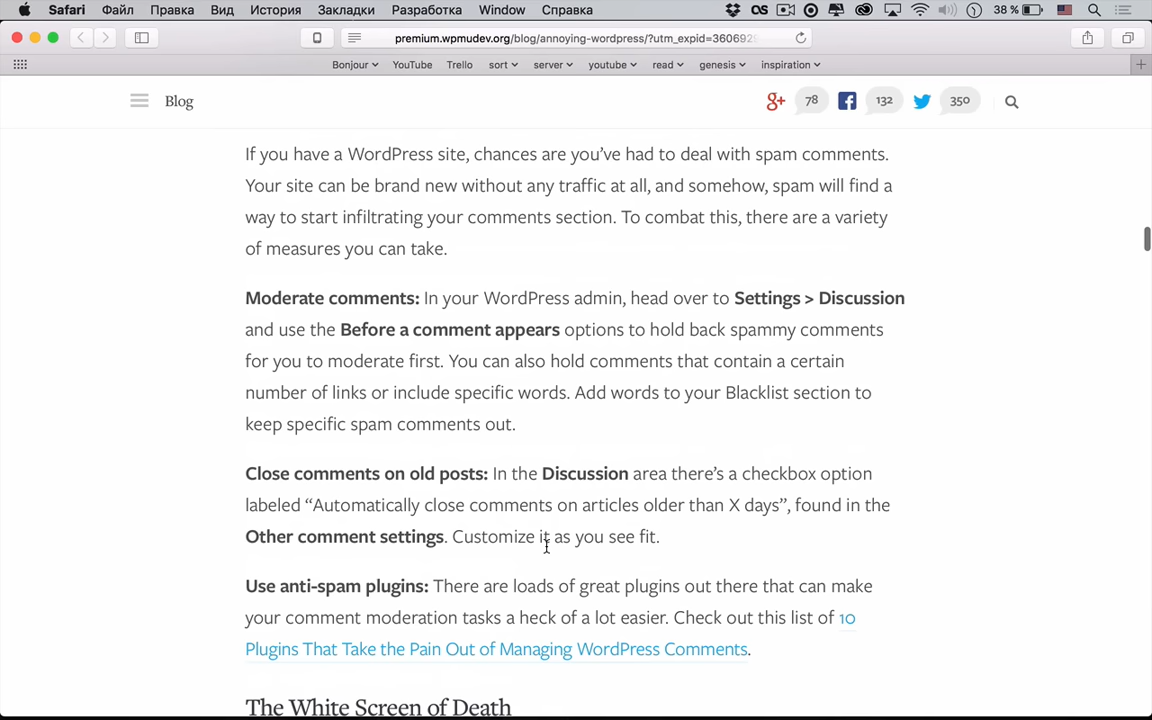 Safari Файл Правка Вид История Закладки Разработка Window Справка 38 %
premium.wpmudev.org/blog/annoying-wordpress/?utm_expid=3606929
Bonjour YouTube Trello sort server youtube read genesis inspiration
Blog 78 132 350
If you have a WordPress site, chances are you’ve had to deal with spam comments.
Your site can be brand new without any traffic at all, and somehow, spam will find a
way to start infiltrating your comments section. To combat this, there are a variety
of measures you can take.
Moderate comments: In your WordPress admin, head over to Settings > Discussion
and use the Before a comment appears options to hold back spammy comments
for you to moderate first. You can also hold comments that contain a certain
number of links or include specific words. Add words to your Blacklist section to
keep specific spam comments out.
Close comments on old posts: In the Discussion area there’s a checkbox option
labeled “Automatically close comments on articles older than X days”, found in the
Other comment settings. Customize it as you see fit.
Use anti-spam plugins: There are loads of great plugins out there that can make
your comment moderation tasks a heck of a lot easier. Check out this list of 10
Plugins That Take the Pain Out of Managing WordPress Comments.
The White Screen of Death